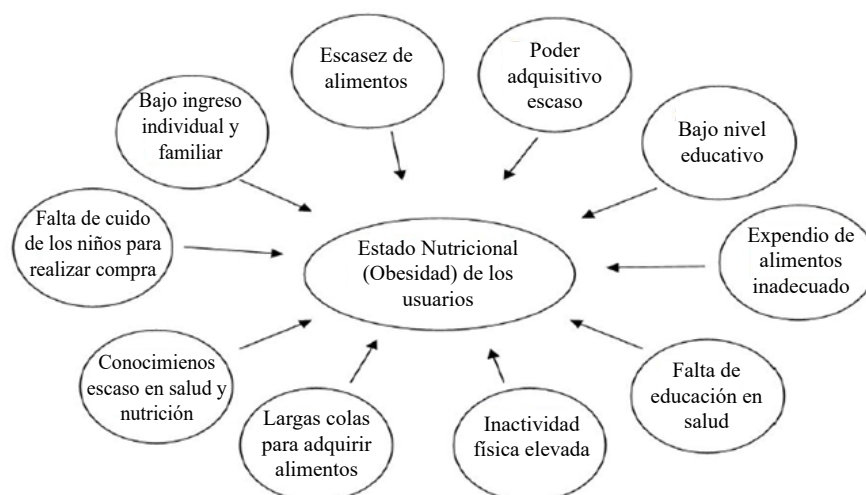 Escasez de
alimentos
Poder
adquisitivo
escaso
Bajo ingreso
individual y
familiar
Bajo nivel
educativo
Falta de cuido
de los niños para
realizar compra
Estado Nutricional
(Obesidad) de los
usuarios
Expendio de
alimentos
inadecuado
Conocimienos
escaso en salud y
nutrición
Largas colas
para adquirir
alimentos
Inactividad
física elevada
Falta de
educación en
salud